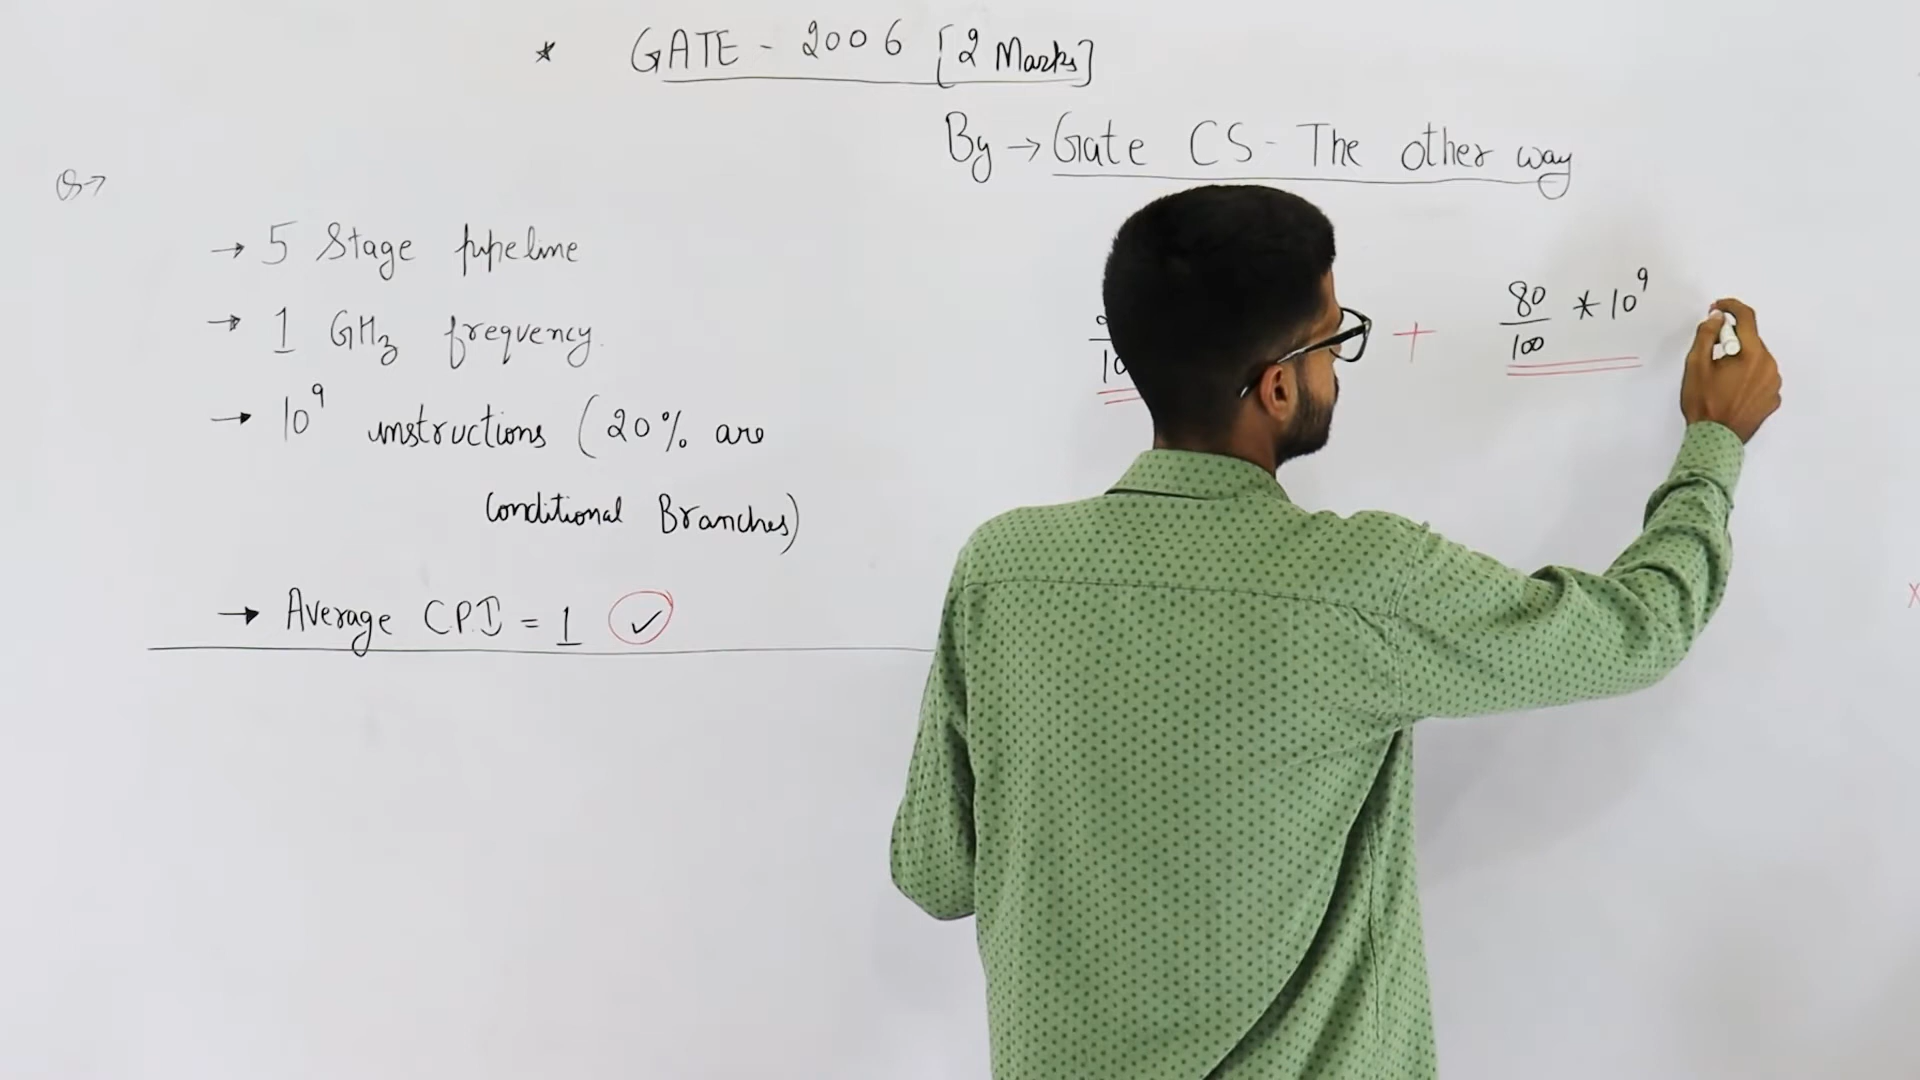 * GATE - 2006 [2 Marks]
By → Gate CS - The other way
Q→
→ 5 Stage pipeline
→ 1 GHz frequency.
→ 10⁹ instructions (20% are
Conditional Branches)
→ Average CPI = 1 ✓
+ 80/100 * 10⁹